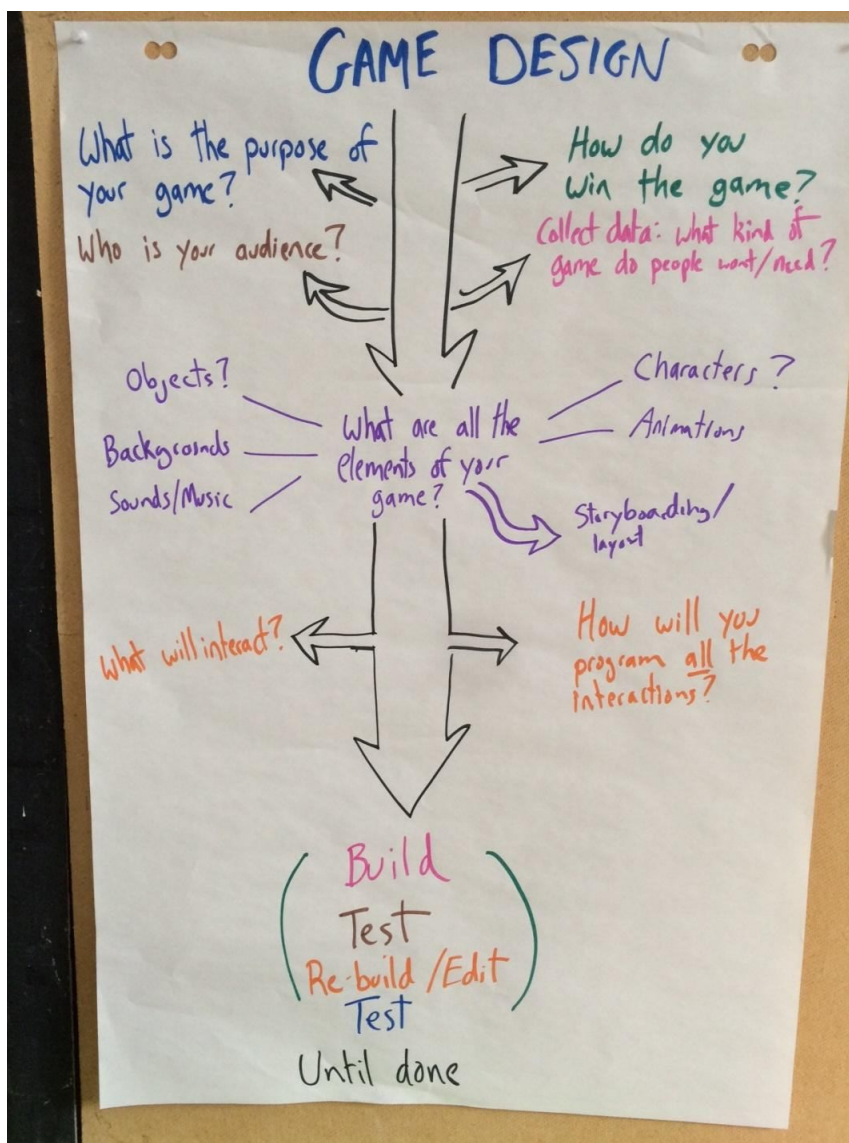 GAME DESIGN
What is the purpose of
your game?
Who is your audience?
How do you
win the game?
Collect data: what kind of
game do people want/need?
Objects?
Backgrounds
Sounds/Music
What are all the
elements of your
game?
Characters?
Animations
Storyboarding/
layout
What will interact?
How will you
program all the
interactions?
Build
Test
Re-build/Edit
Test
Until done